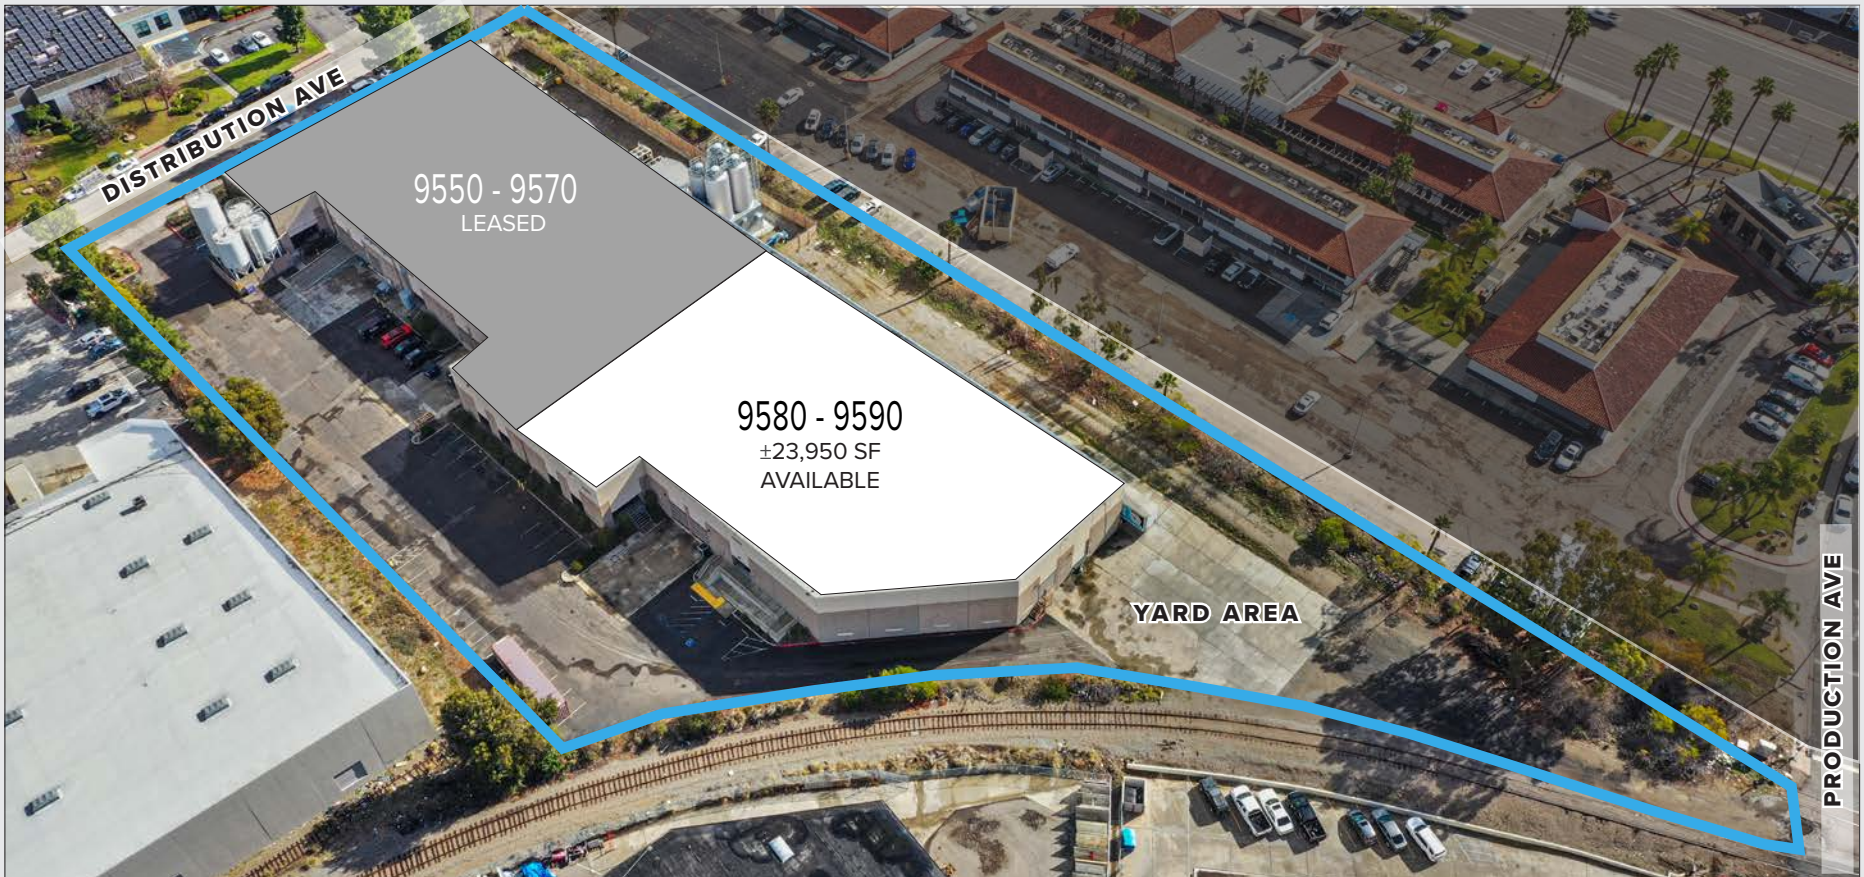 DISTRIBUTION AVE
9550 - 9570
LEASED
9580 - 9590
±23,950 SF
AVAILABLE
YARD AREA
PRODUCTION AVE